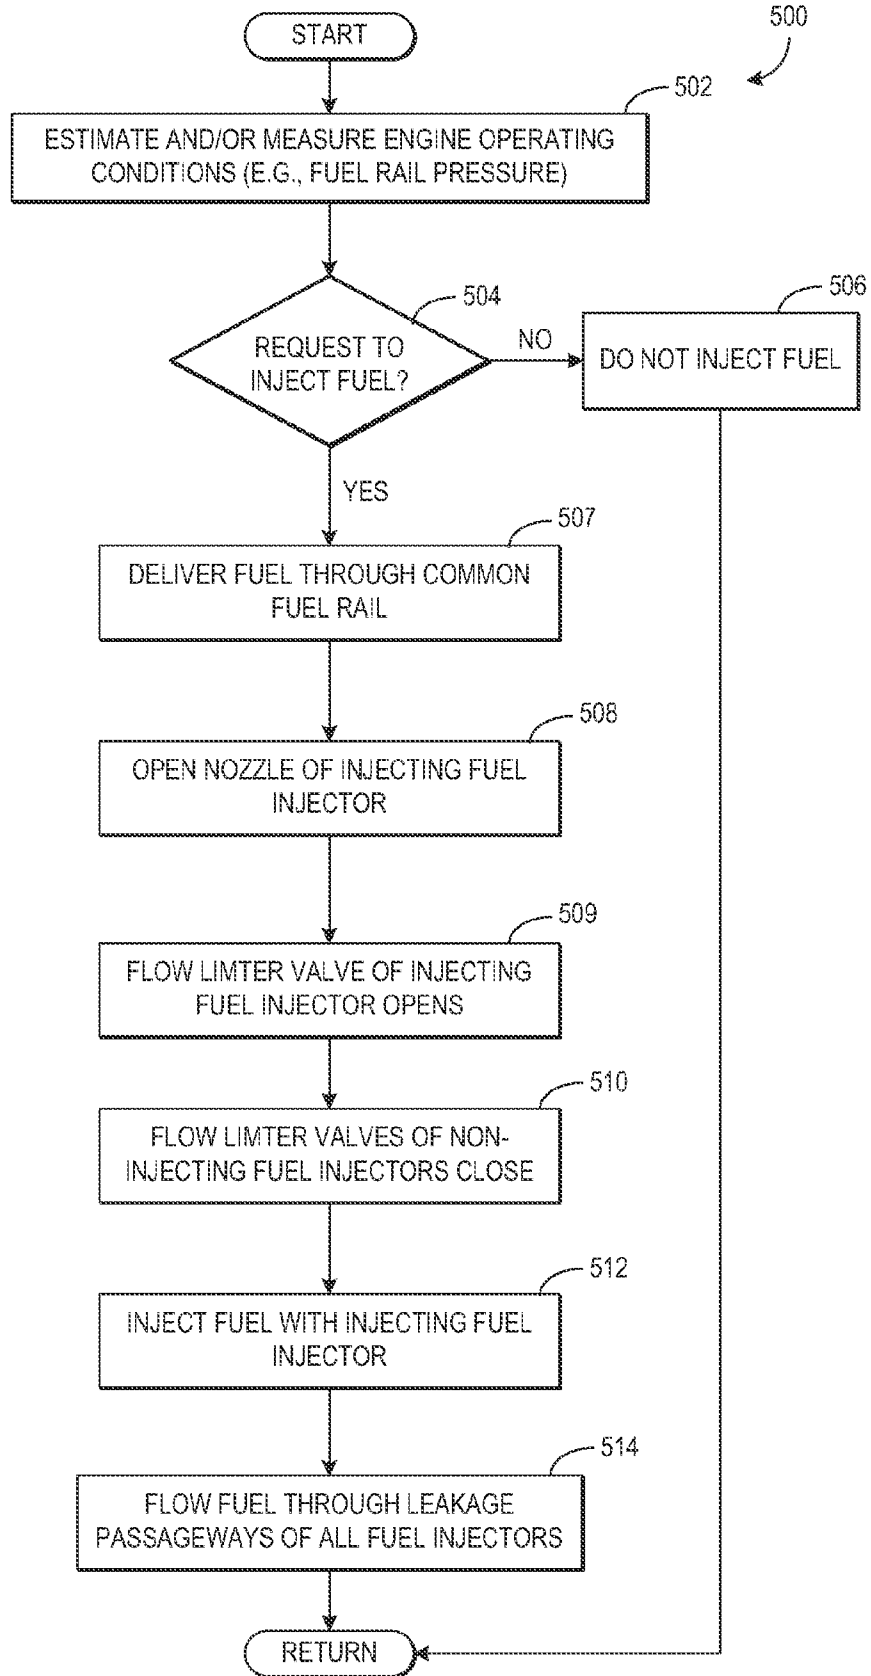 START
500
502
ESTIMATE AND/OR MEASURE ENGINE OPERATING
CONDITIONS (E.G., FUEL RAIL PRESSURE)
504
REQUEST TO
INJECT FUEL?
NO
506
DO NOT INJECT FUEL
YES
507
DELIVER FUEL THROUGH COMMON
FUEL RAIL
508
OPEN NOZZLE OF INJECTING FUEL
INJECTOR
509
FLOW LIMTER VALVE OF INJECTING
FUEL INJECTOR OPENS
510
FLOW LIMTER VALVES OF NON-
INJECTING FUEL INJECTORS CLOSE
512
INJECT FUEL WITH INJECTING FUEL
INJECTOR
514
FLOW FUEL THROUGH LEAKAGE
PASSAGEWAYS OF ALL FUEL INJECTORS
RETURN